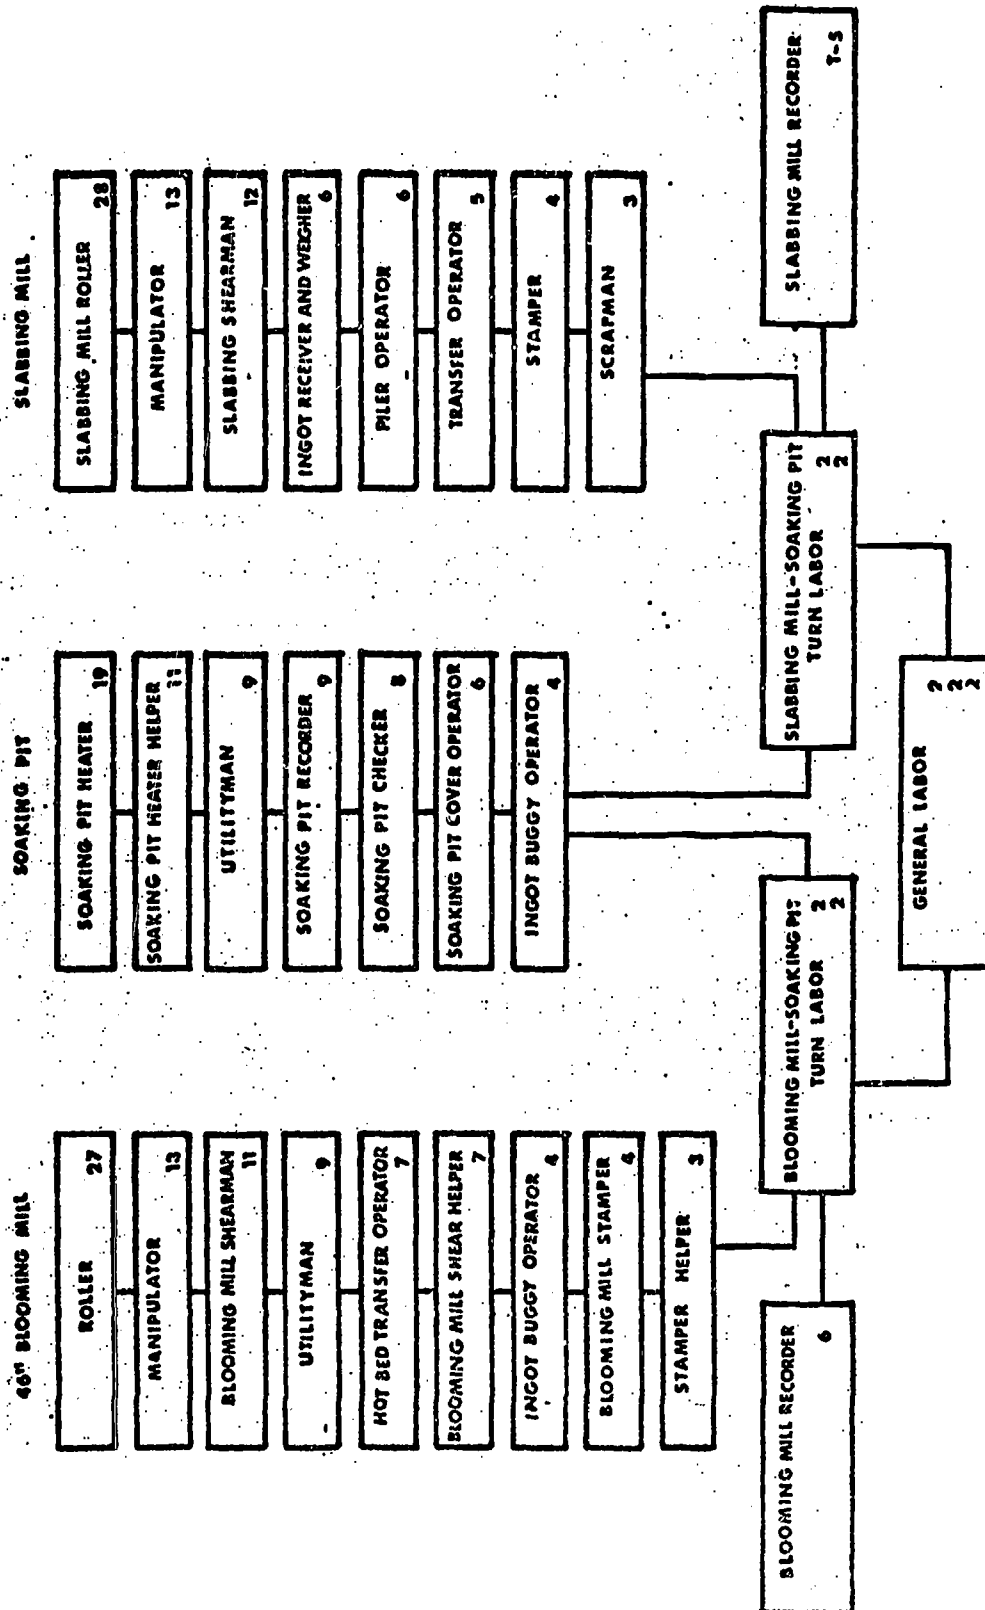 46" BLOOMING MILL
ROLLER
27
MANIPULATOR
13
BLOOMING MILL SHEARMAN
11
UTILITYMAN
9
HOT BED TRANSFER OPERATOR
7
BLOOMING MILL SHEAR HELPER
7
INGOT BUGGY OPERATOR
4
BLOOMING MILL STAMPER
4
STAMPER HELPER
3
SOAKING PIT
SOAKING PIT HEATER
19
SOAKING PIT HEATER HELPER
11
UTILITYMAN
9
SOAKING PIT RECORDER
9
SOAKING PIT CHECKER
8
SOAKING PIT COVER OPERATOR
6
INGOT BUGGY OPERATOR
4
SLABBING MILL
SLABBING MILL ROLLER
28
MANIPULATOR
13
SLABBING SHEARMAN
12
INGOT RECEIVER AND WEIGHER
6
PILER OPERATOR
6
TRANSFER OPERATOR
5
STAMPER
4
SCRAPMAN
3
BLOOMING MILL RECORDER
6
BLOOMING MILL-SOAKING PIT
TURN LABOR
2
2
SLABBING MILL-SOAKING PIT
TURN LABOR
2
2
SLABBING MILL RECORDER
T-5
GENERAL LABOR
2
2
2